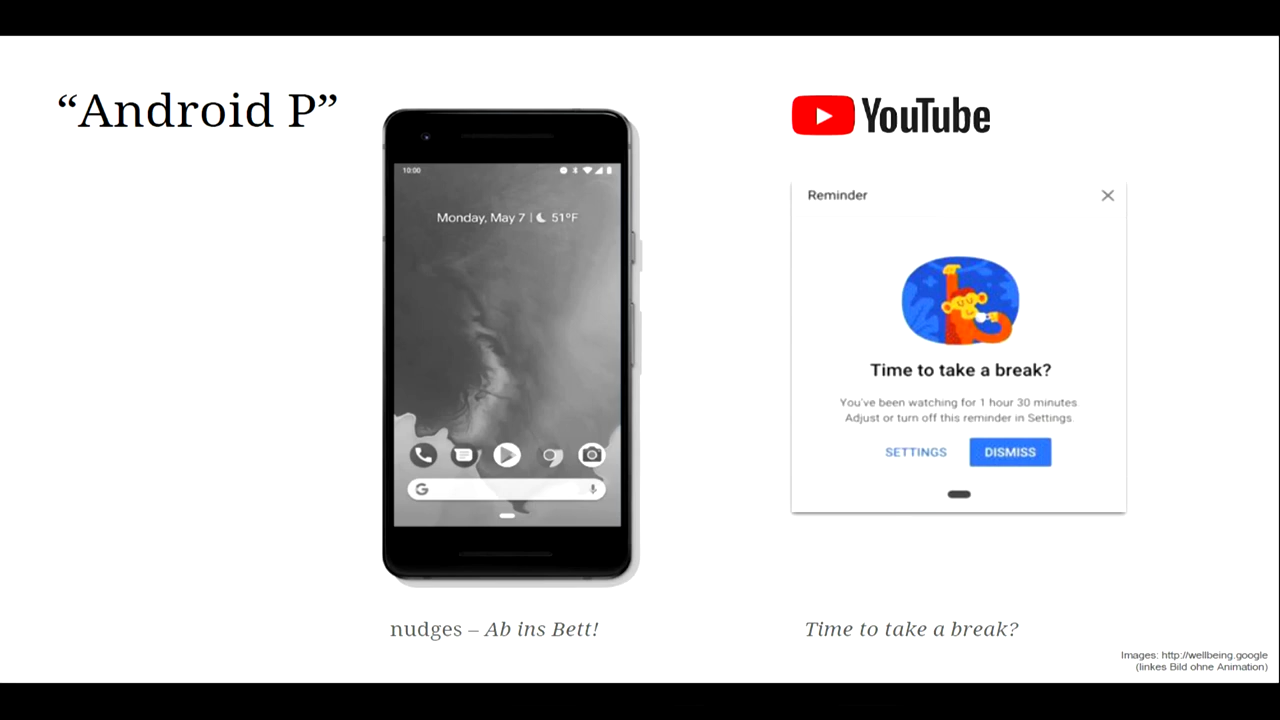 “Android P”
10:00
Monday, May 7 | 51°F
G
nudges – Ab ins Bett!
YouTube
Reminder
Time to take a break?
You've been watching for 1 hour 30 minutes
Adjust or turn off this reminder in Settings.
SETTINGS
DISMISS
Time to take a break?
Images: http://wellbeing.google
(linkes Bild ohne Animation)